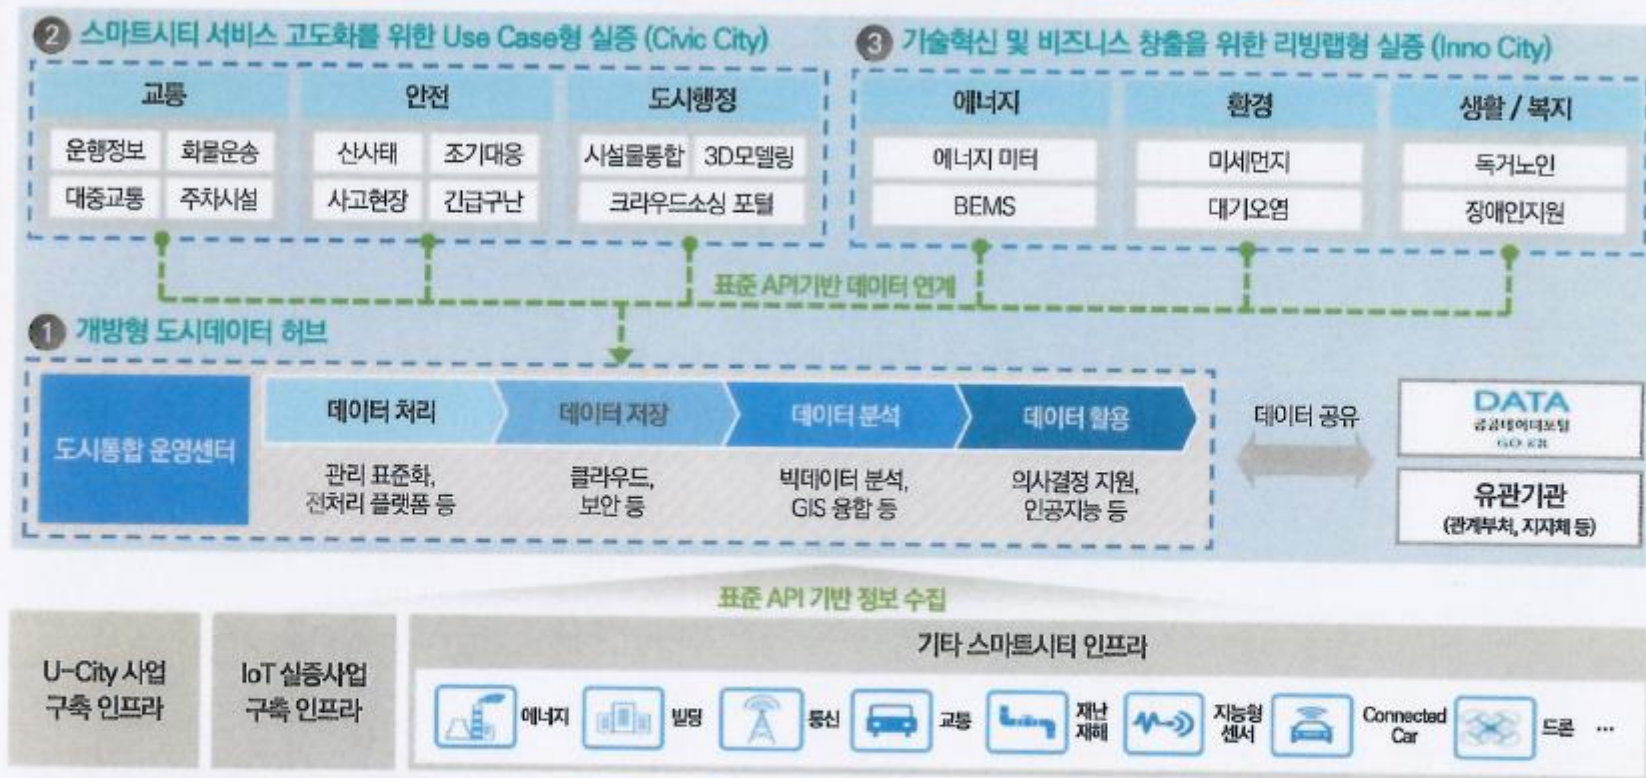 2 스마트시티 서비스 고도화를 위한 Use Case형 실증 (Civic City)
교통
안전
도시행정
운행정보
화물운송
신사태
조기대응
시설물통합
3D모델링
대중교통
주차시설
사고현장
긴급구난
크라우드소싱 포털
3 기술혁신 및 비즈니스 창출을 위한 리빙랩형 실증 (Inno City)
에너지
환경
생활 / 복지
에너지 미터
미세먼지
독거노인
BEMS
대기오염
장애인지원
표준 API기반 데이터 연계
1 개방형 도시데이터 허브
도시통합 운영센터
데이터 처리
데이터 저장
데이터 분석
데이터 활용
관리 표준화,
전처리 플랫폼 등
클라우드,
보안 등
빅데이터 분석,
GIS 융합 등
의사결정 지원,
인공지능 등
데이터 공유
DATA
공공데이터포털
GO.KR
유관기관
(관계부처, 지자체 등)
표준 API 기반 정보 수집
U-City 사업
구축 인프라
IoT 실증사업
구축 인프라
기타 스마트시티 인프라
에너지
빌딩
통신
교통
재난
재해
지능형
센서
Connected
Car
드론
...